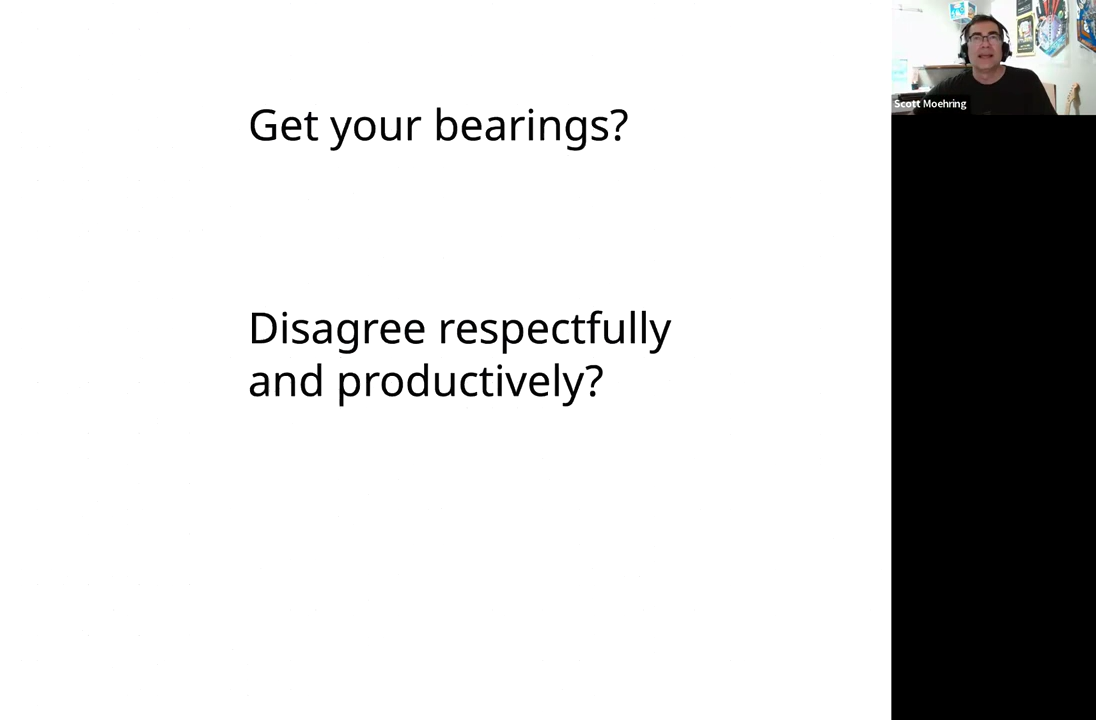 Get your bearings?
Disagree respectfully
and productively?
Scott Moehring